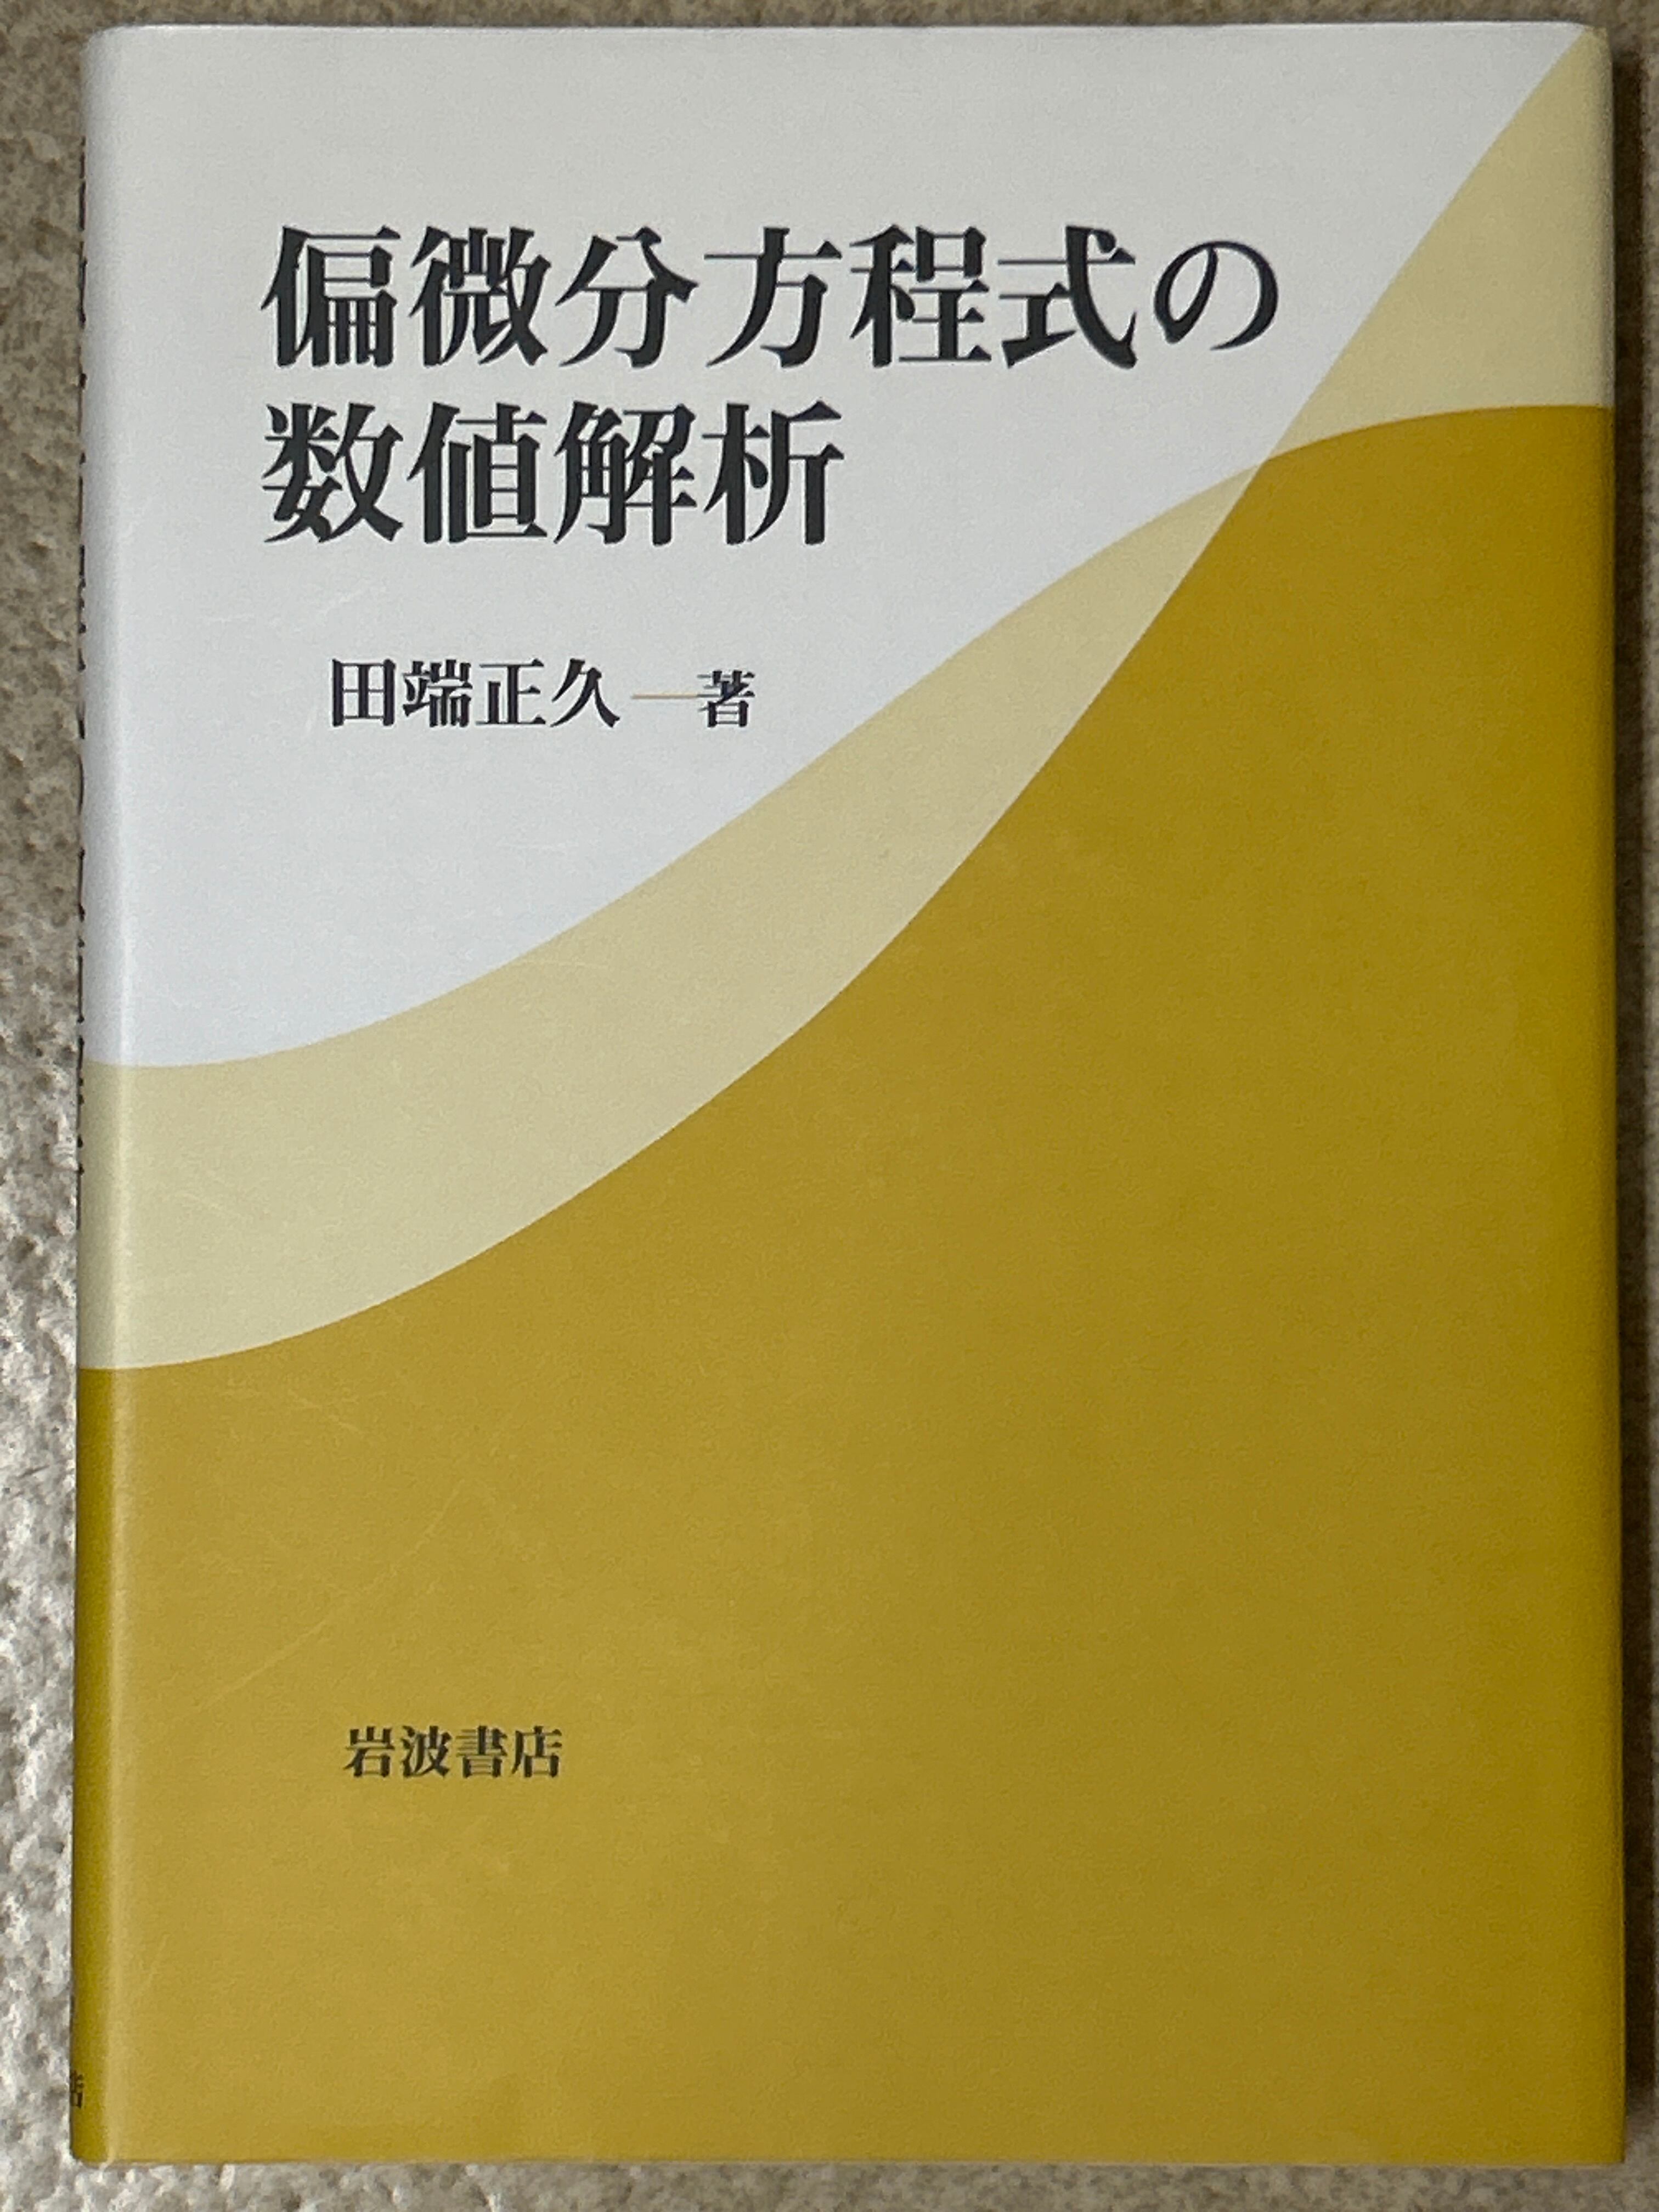 偏微分方程式の
数値解析
田端正久―著
岩波書店